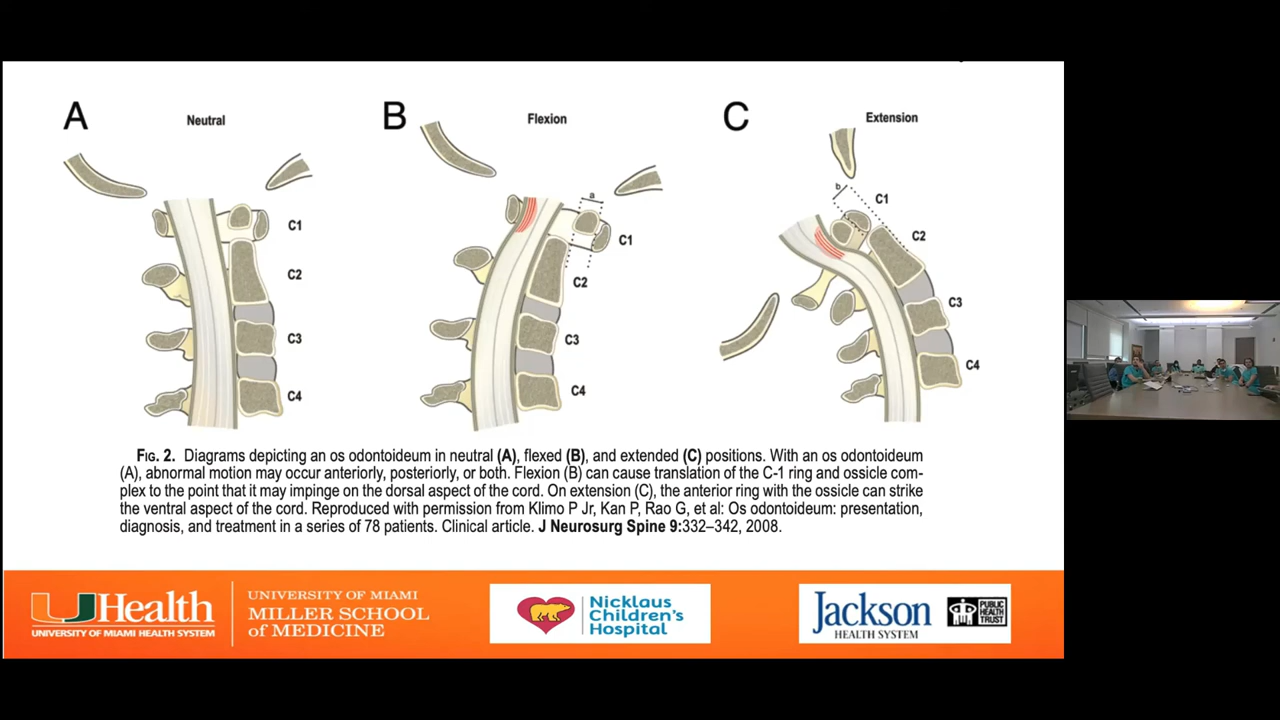 A
Neutral
C1
C2
C3
C4
B
Flexion
a
C1
C2
C3
C4
C
Extension
b
C1
C2
C3
C4
FIG. 2. Diagrams depicting an os odontoideum in neutral (A), flexed (B), and extended (C) positions. With an os odontoideum
(A), abnormal motion may occur anteriorly, posteriorly, or both. Flexion (B) can cause translation of the C-1 ring and ossicle com-
plex to the point that it may impinge on the dorsal aspect of the cord. On extension (C), the anterior ring with the ossicle can strike
the ventral aspect of the cord. Reproduced with permission from Klimo P Jr, Kan P, Rao G, et al: Os odontoideum: presentation,
diagnosis, and treatment in a series of 78 patients. Clinical article. J Neurosurg Spine 9:332–342, 2008.
UHealth
UNIVERSITY OF MIAMI HEALTH SYSTEM
UNIVERSITY OF MIAMI
MILLER SCHOOL
of MEDICINE
Nicklaus
Children's
Hospital
Jackson
HEALTH SYSTEM
PUBLIC
HEALTH
TRUST